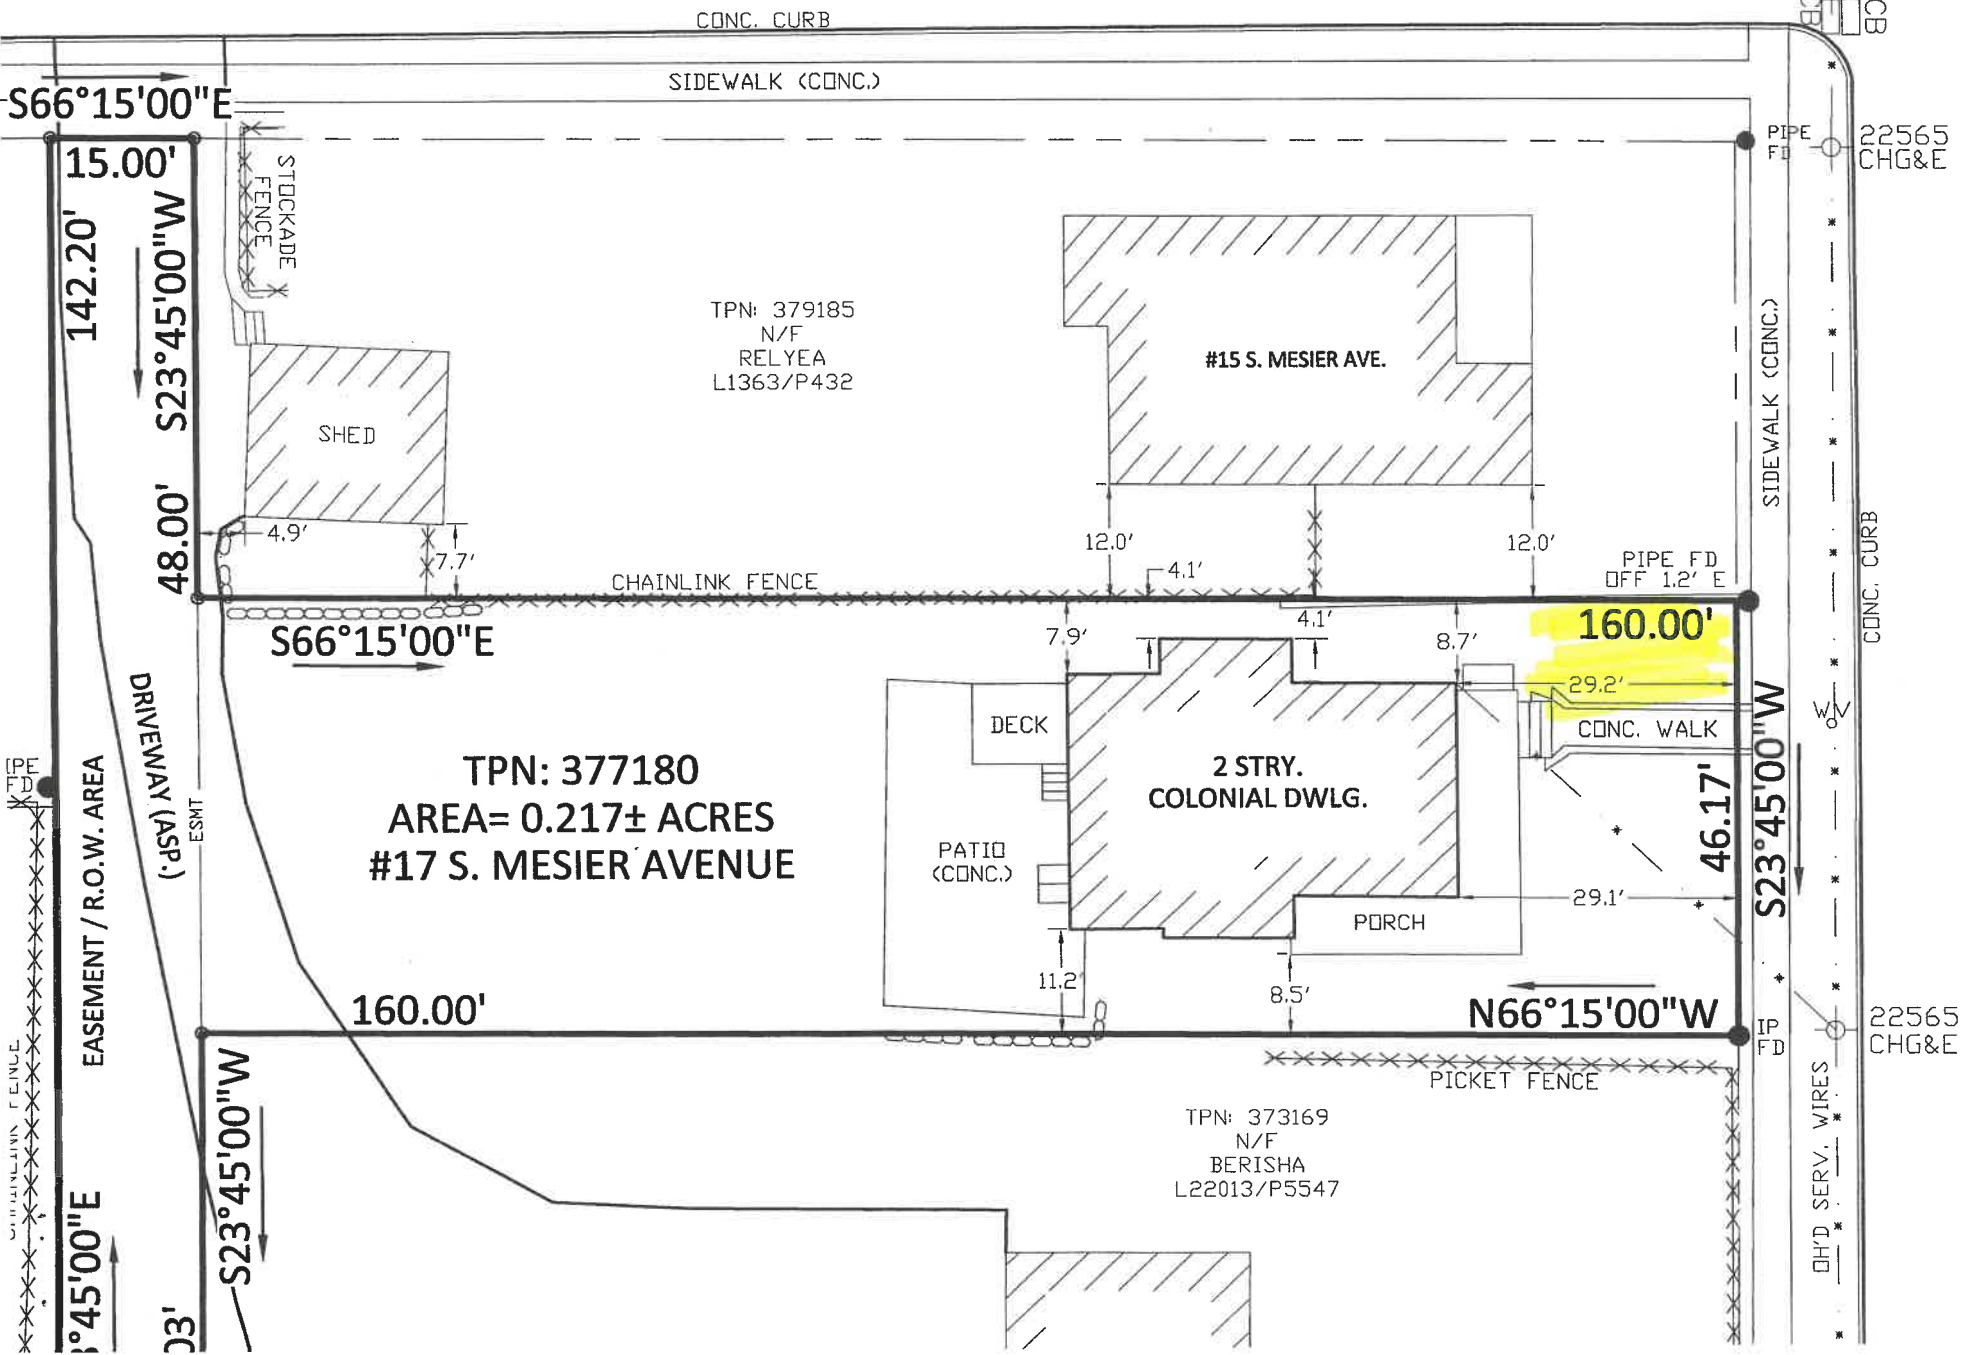 CONC. CURB
CB
SIDEWALK (CONC.)
S66°15'00"E
15.00'
142.20'
S23°45'00"W
48.00'
STOCKADE
FENCE
PIPE
FD
22565
CHG&E
TPN: 379185
N/F
RELYEA
L1363/P432
#15 S. MESIER AVE.
SIDEWALK (CONC.)
SHED
4.9'
7.7'
CHAINLINK FENCE
4.1'
12.0'
12.0'
PIPE FD
OFF 1.2' E
CONC. CURB
S66°15'00"E
7.9'
4.1'
8.7'
160.00'
29.2'
CONC. WALK
WV
DRIVEWAY (ASP.)
ESMT
DECK
TPN: 377180
AREA= 0.217± ACRES
#17 S. MESIER AVENUE
2 STRY.
COLONIAL DWLG.
46.17'
S23°45'00"W
FD
EASEMENT / R.O.W. AREA
PATIO
(CONC.)
29.1'
PORCH
11.2'
8.5'
160.00'
N66°15'00"W
IP
FD
22565
CHG&E
PICKET FENCE
S23°45'00"W
TPN: 373169
N/F
BERISHA
L22013/P5547
OH'D SERV. WIRES
°45'00"E
03'